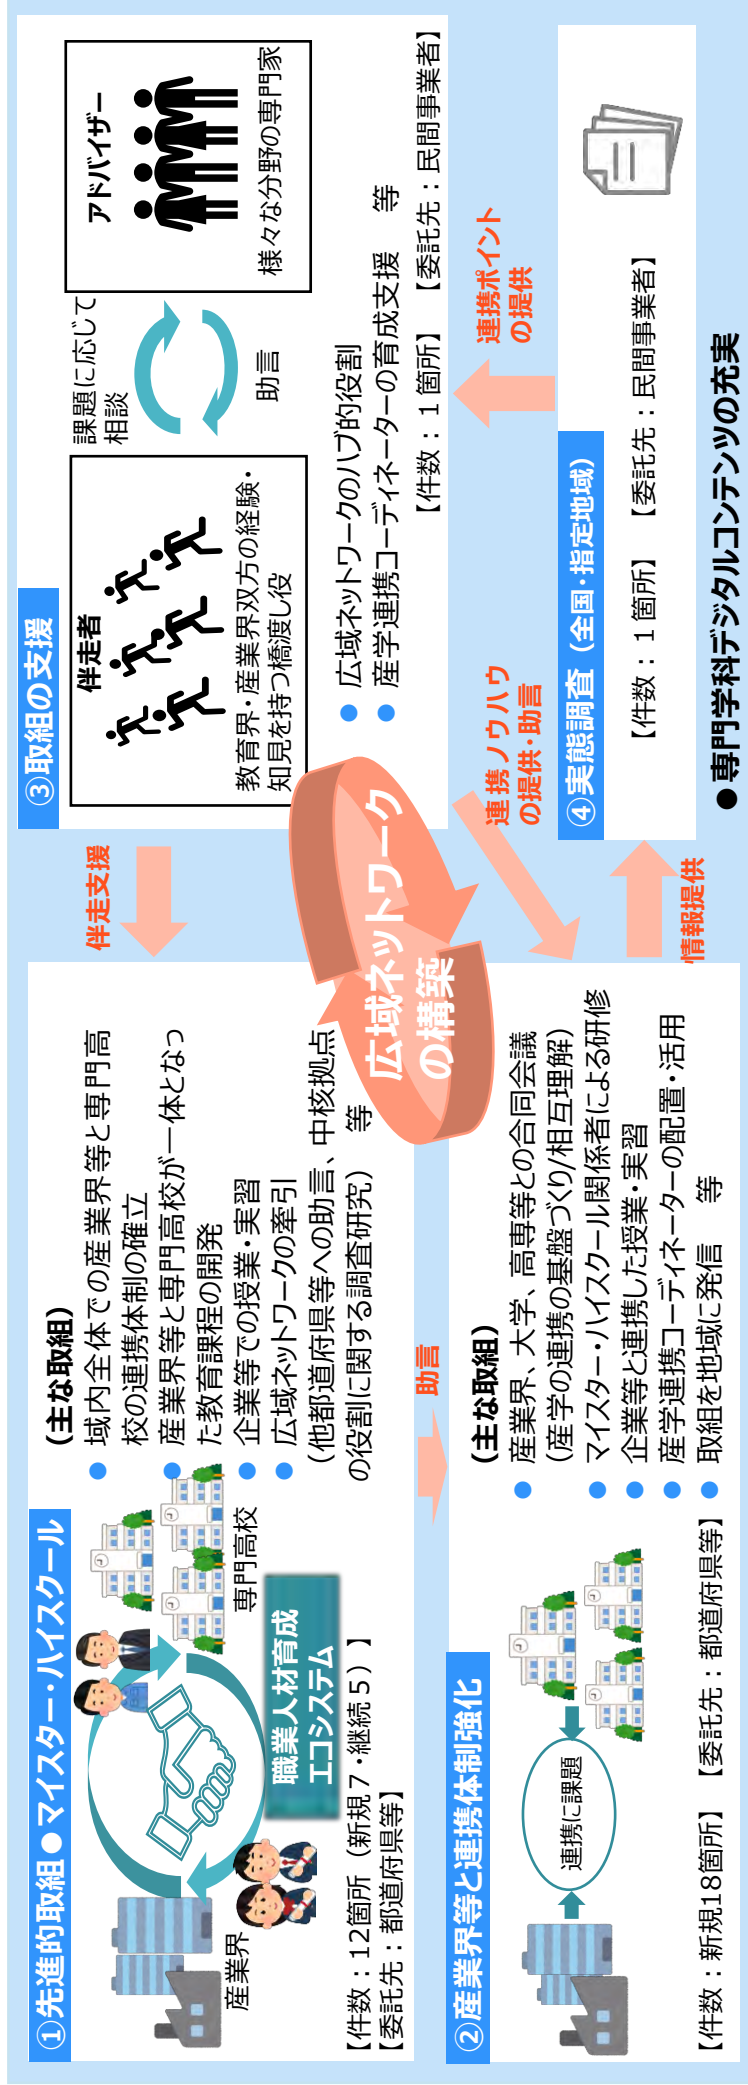 ①先進的取組●マイスター・ハイスクール
産業界
専門高校
職業人材育成
エコシステム
【件数：12箇所（新規７・継続５）】
【委託先：都道府県等】
（主な取組）
● 域内全体での産業界等と専門高
校の連携体制の確立
● 産業界等と専門高校が一体となっ
た教育課程の開発
● 企業等での授業・実習
● 広域ネットワークの牽引
（他都道府県等への助言、中核拠点
の役割に関する調査研究） 等
伴走支援
③取組の支援
伴走者
教育界・産業界双方の経験・
知見を持つ橋渡し役
課題に応じて
相談
助言
アドバイザー
様々な分野の専門家
● 広域ネットワークのハブ的役割
● 産学連携コーディネーターの育成支援 等
【件数：１箇所】 【委託先：民間事業者】
広域ネットワーク
の構築
助言
②産業界等と連携体制強化
連携に課題
【件数：新規18箇所】 【委託先：都道府県等】
（主な取組）
● 産業界、大学、高専等との合同会議
（産学の連携の基盤づくり/相互理解）
● マイスター・ハイスクール関係者による研修
● 企業等と連携した授業・実習
● 産学連携コーディネーターの配置・活用
● 取組を地域に発信 等
連携ノウハウ
の提供・助言
連携ポイント
の提供
情報提供
④実態調査（全国・指定地域）
【件数：１箇所】 【委託先：民間事業者】
●専門学科デジタルコンテンツの充実